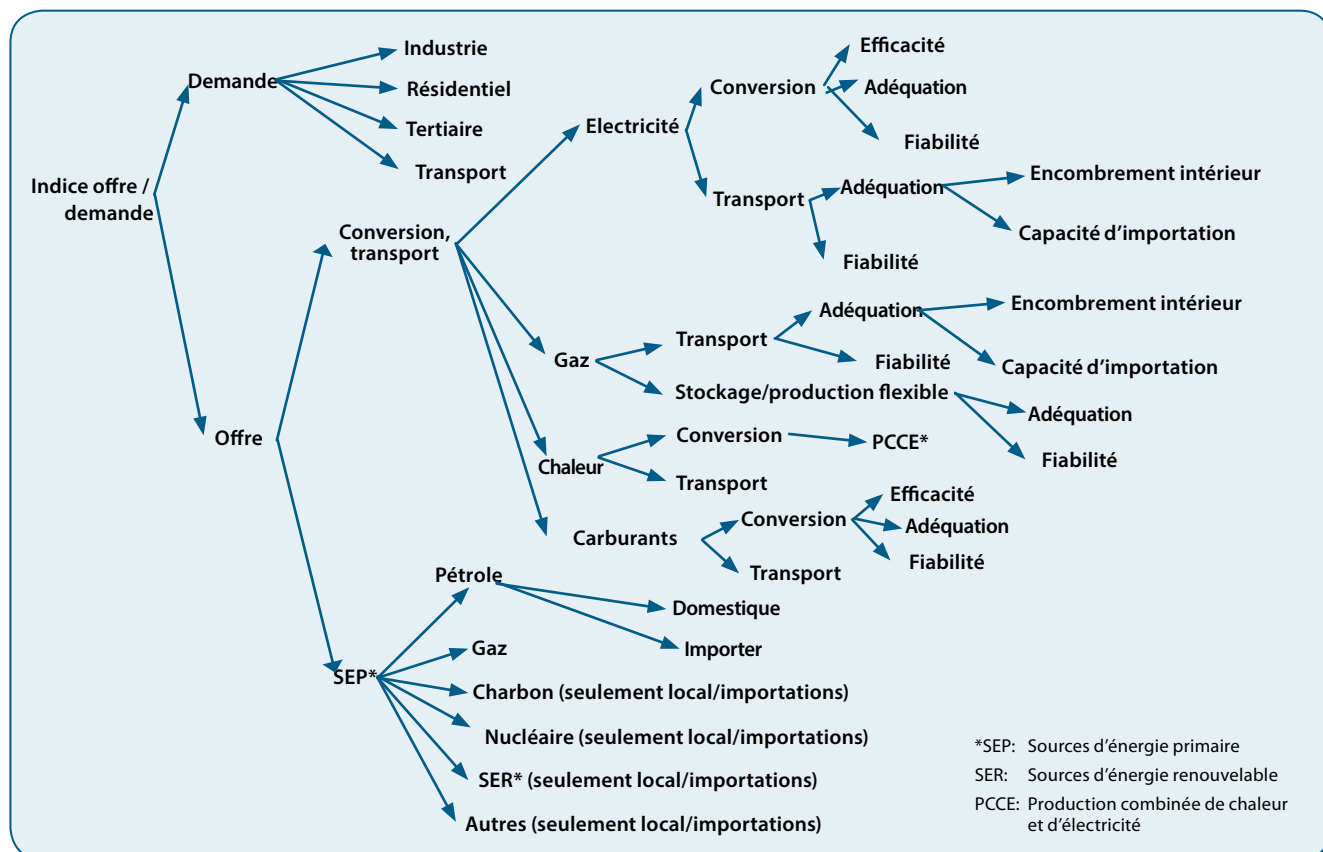 Indice offre /
demande
Demande
Industrie
Résidentiel
Tertiaire
Transport
Offre
Conversion,
transport
Electricité
Conversion
Efficacité
Adéquation
Fiabilité
Transport
Adéquation
Encombrement intérieur
Capacité d'importation
Fiabilité
Gaz
Transport
Adéquation
Encombrement intérieur
Capacité d'importation
Fiabilité
Stockage/production flexible
Adéquation
Fiabilité
Chaleur
Conversion
PCCE*
Transport
Carburants
Conversion
Efficacité
Adéquation
Fiabilité
Transport
SEP*
Pétrole
Domestique
Importer
Gaz
Charbon (seulement local/importations)
Nucléaire (seulement local/importations)
SER* (seulement local/importations)
Autres (seulement local/importations)
*SEP: Sources d'énergie primaire
SER: Sources d'énergie renouvelable
PCCE: Production combinée de chaleur
et d'électricité